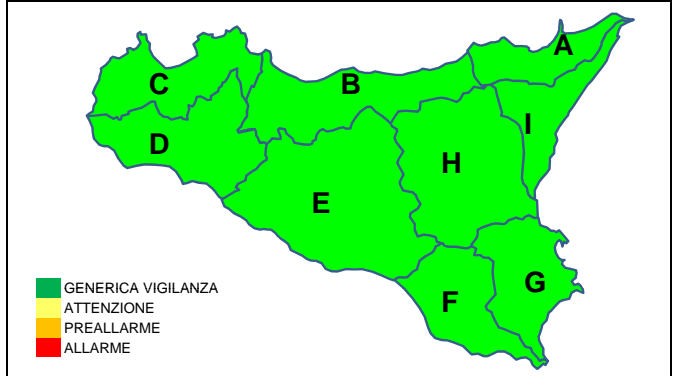 A
C
B
I
D
H
E
G
F
GENERICA VIGILANZA
ATTENZIONE
PREALLARME
ALLARME